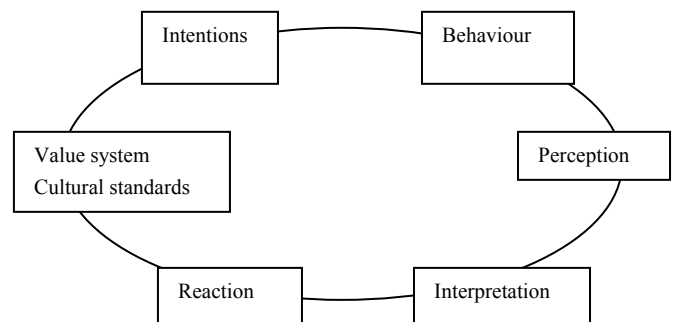 Intentions
Behaviour
Value system
Cultural standards
Perception
Reaction
Interpretation